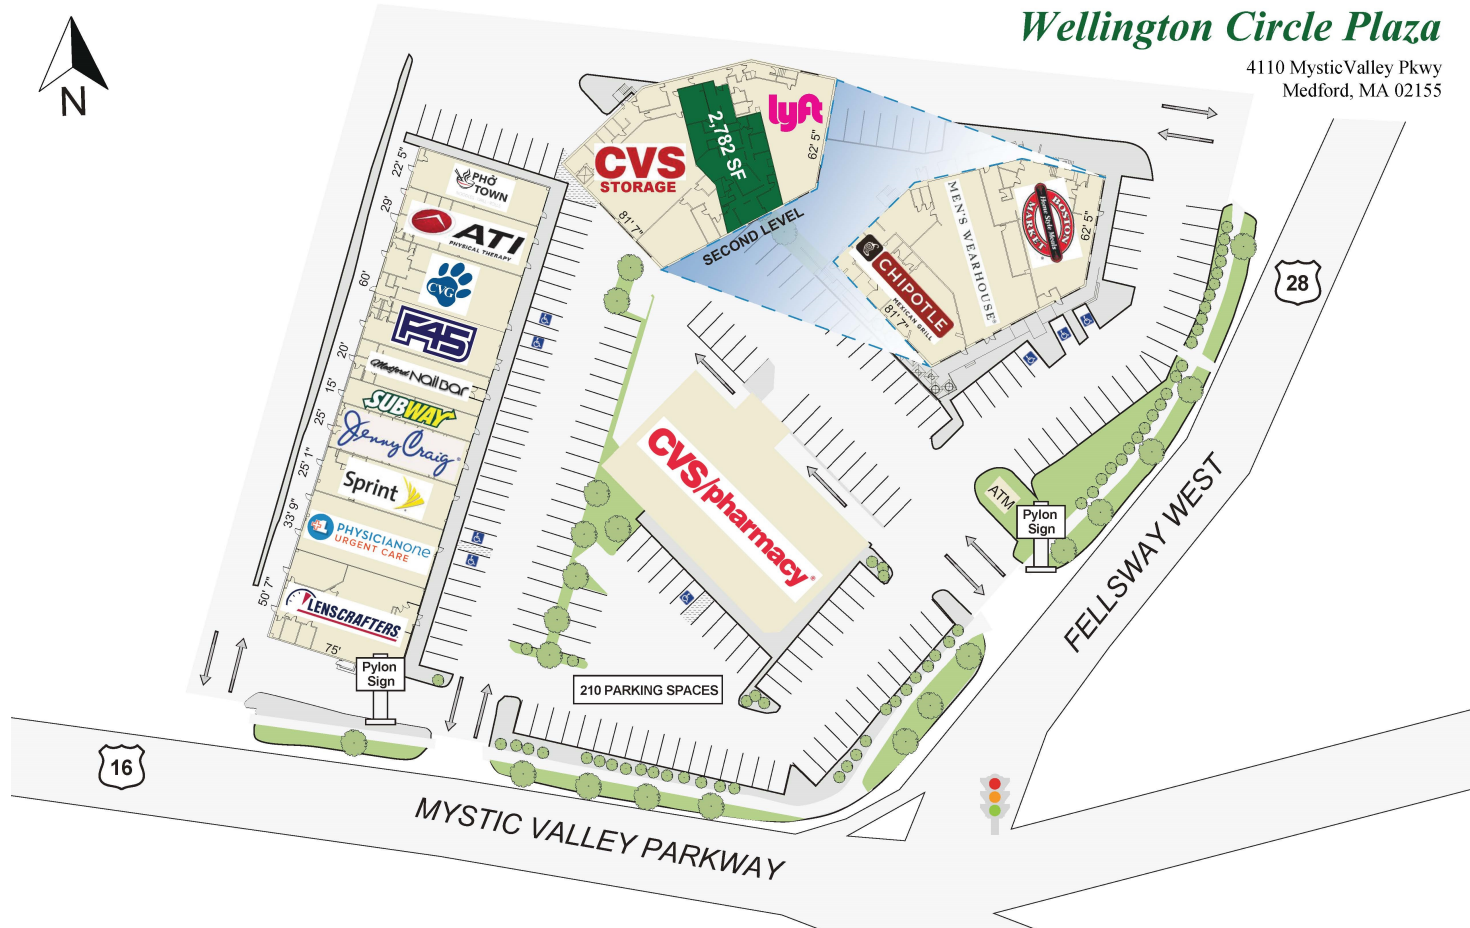 Wellington Circle Plaza
4110 MysticValley Pkwy
Medford, MA 02155
N
lyft
2,782 SF
CVS
STORAGE
62' 5"
81' 7"
SECOND LEVEL
MEN'S WEARHOUSE
BOSTON
MARKET
Home Style Meals
62' 5"
CHIPOTLE
MEXICAN GRILL
81' 7"
22' 5"
PHỞ
TOWN
29'
ATI
PHYSICAL THERAPY
60'
CVG
F45
20'
Medford Nail Bar
15'
SUBWAY
25'
Jenny Craig
25' 1"
Sprint
33' 9"
PHYSICIANONE
URGENT CARE
50' 7"
LENSCRAFTERS
75'
Pylon
Sign
CVS/pharmacy
ATM
Pylon
Sign
28
FELLSWAY WEST
210 PARKING SPACES
16
MYSTIC VALLEY PARKWAY